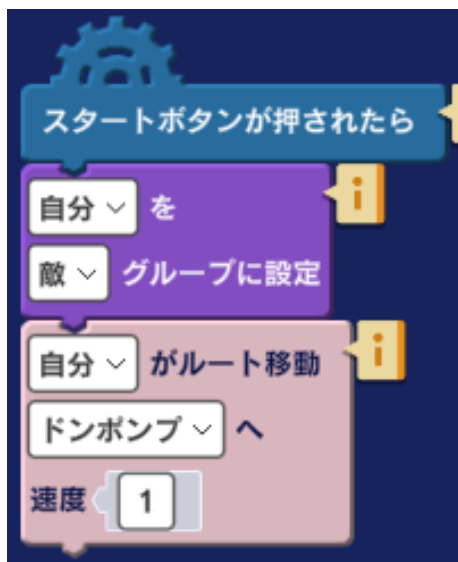 スタートボタンが押されたら
自分 を
敵 グループに設定
自分 がルート移動
ドンポンプ へ
速度 1